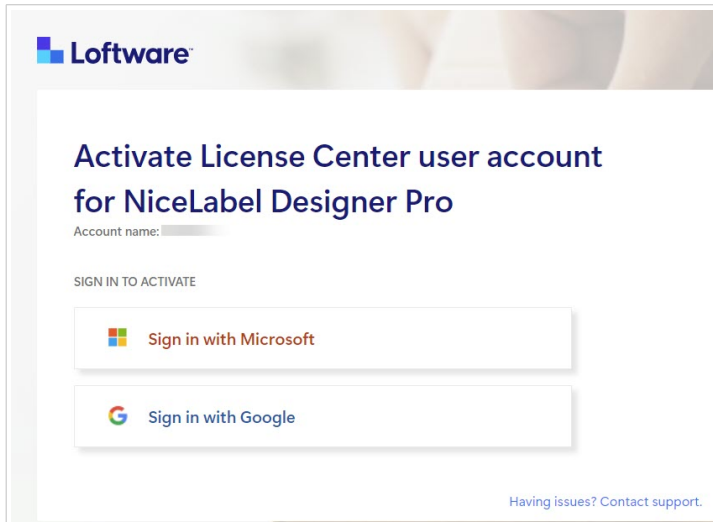 Loftware
Activate License Center user account
for NiceLabel Designer Pro
Account name:
SIGN IN TO ACTIVATE
Sign in with Microsoft
Sign in with Google
Having issues? Contact support.